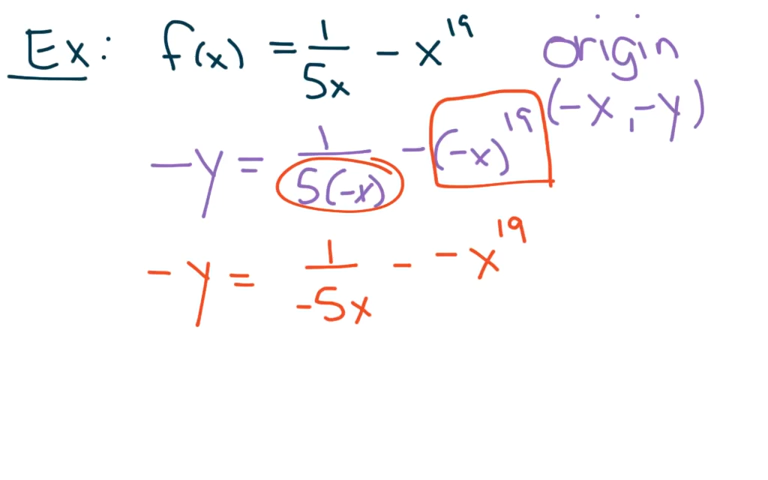 Ex: f(x) = 1/5x - x^19 origin
(-x, -y)
-y = 1/5(-x) - (-x)^19
-y = 1/-5x - -x^19